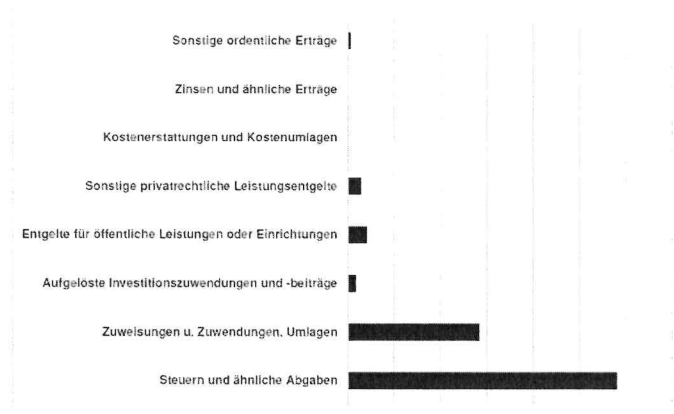 Sonstige ordentliche Erträge
Zinsen und ähnliche Erträge
Kostenerstattungen und Kostenumlagen
Sonstige privatrechtliche Leistungsentgelte
Entgelte für öffentliche Leistungen oder Einrichtungen
Aufgelöste Investitionszuwendungen und -beiträge
Zuweisungen u. Zuwendungen, Umlagen
Steuern und ähnliche Abgaben